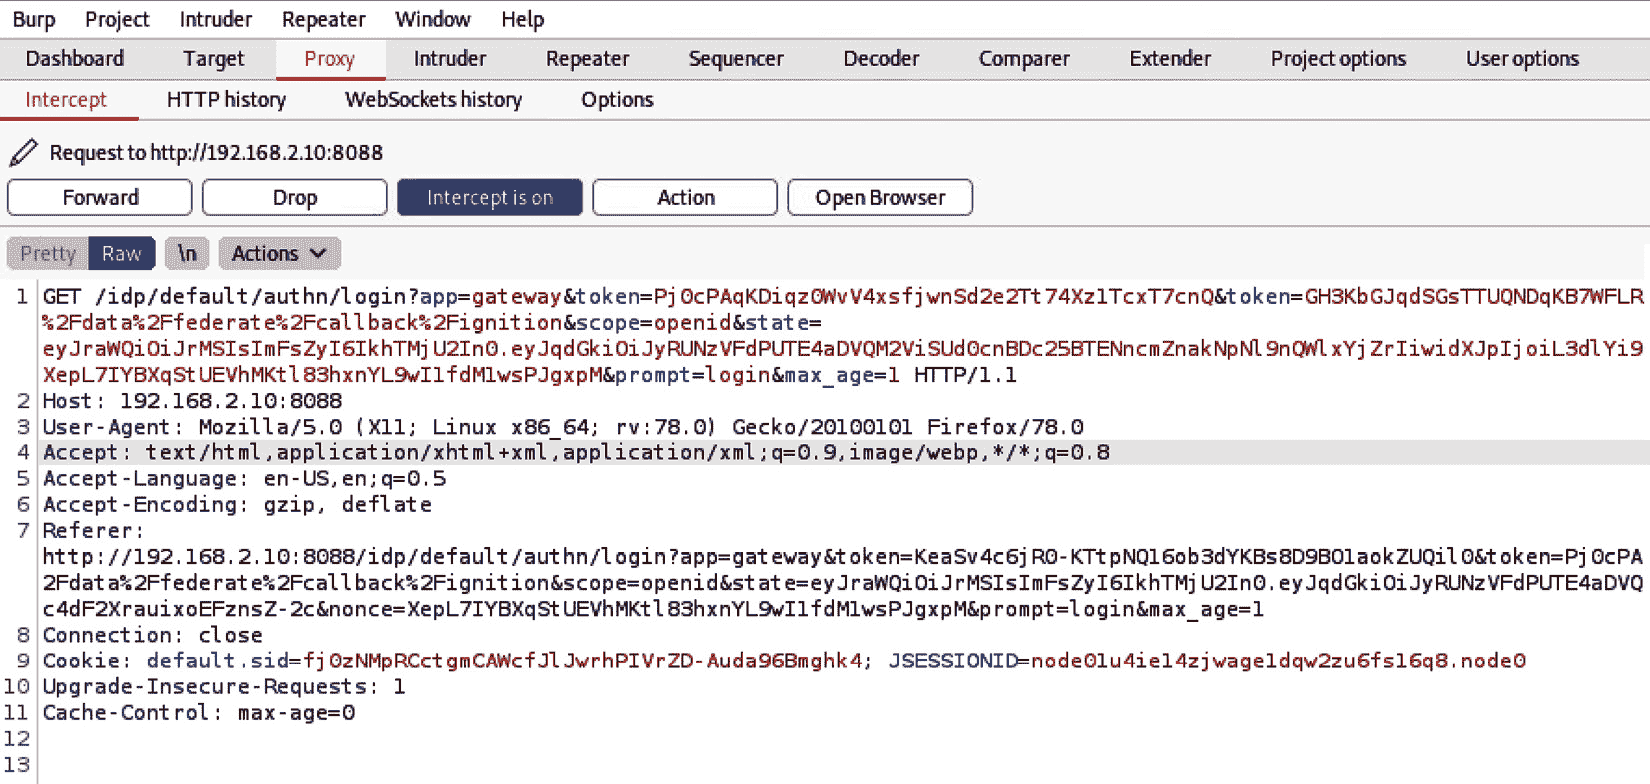 Burp Project Intruder Repeater Window Help
Dashboard Target Proxy Intruder Repeater Sequencer Decoder Comparer Extender Project options User options
Intercept HTTP history WebSockets history Options
Request to http://192.168.2.10:8088
Forward Drop Intercept is on Action Open Browser
Pretty Raw \n Actions
1 GET /idp/default/authn/login?app=gateway&token=Pj0cPAqKDiqz0WvV4xsfjwnSd2e2Tt74Xz1TcxT7cnQ&token=GH3KbGJqdSGsTTUQNDqKB7WFLR
%2Fdata%2Ffederate%2Fcallback%2Fignition&scope=openid&state=
eyJraWQiOiJrMSIsImFsZyI6IkhTMjU2In0.eyJqdGkiOiJyRUNzVFdPUTE4aDVQM2ViSUd0cnBDc25BTENncmZnakNpNl9nQWlxYjZrIiwidXJpIjoiL3dlYi9
XepL7IYBXqStUEVhMKtl83hxnYL9wI1fdM1wsPJgxpM&prompt=login&max_age=1 HTTP/1.1
2 Host: 192.168.2.10:8088
3 User-Agent: Mozilla/5.0 (X11; Linux x86_64; rv:78.0) Gecko/20100101 Firefox/78.0
4 Accept: text/html,application/xhtml+xml,application/xml;q=0.9,image/webp,*/*;q=0.8
5 Accept-Language: en-US,en;q=0.5
6 Accept-Encoding: gzip, deflate
7 Referer:
http://192.168.2.10:8088/idp/default/authn/login?app=gateway&token=KeaSv4c6jR0-KTtpNQ16ob3dYKBs8D9BO1aokZUQil0&token=Pj0cPA
2Fdata%2Ffederate%2Fcallback%2Fignition&scope=openid&state=eyJraWQiOiJrMSIsImFsZyI6IkhTMjU2In0.eyJqdGkiOiJyRUNzVFdPUTE4aDVQ
c4dF2XrauixoEFznsZ-2c&nonce=XepL7IYBXqStUEVhMKtl83hxnYL9wI1fdM1wsPJgxpM&prompt=login&max_age=1
8 Connection: close
9 Cookie: default.sid=fj0zNMpRCctgmCAWcfJlJwrhPIVrZD-Auda96Bmghk4; JSESSIONID=node01u4ie14zjwage1dqw2zu6fs16q8.node0
10 Upgrade-Insecure-Requests: 1
11 Cache-Control: max-age=0
12
13